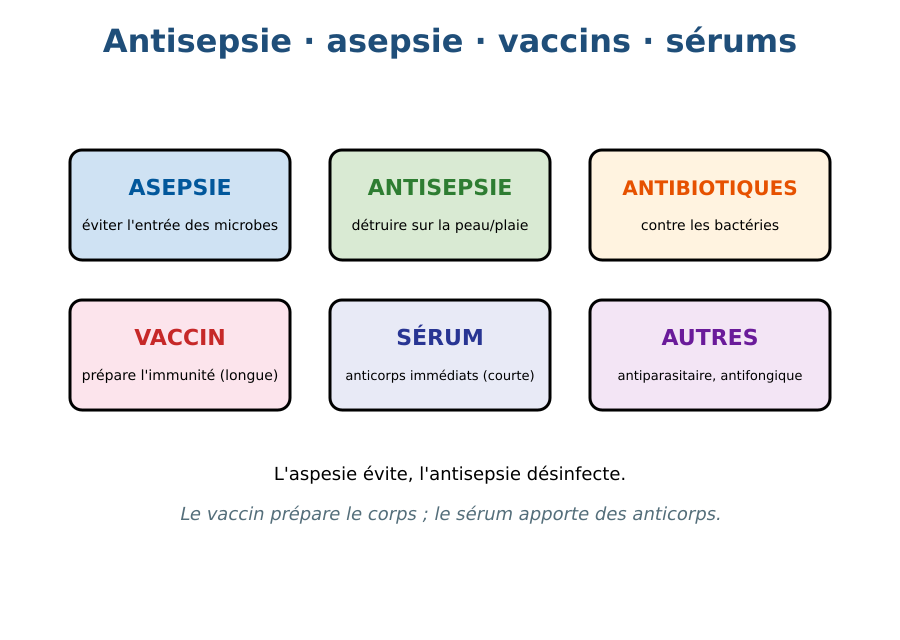 Antisepsie · asepsie · vaccins · sérums
ASEPSIE
éviter l'entrée des microbes
ANTISEPSIE
détruire sur la peau/plaie
ANTIBIOTIQUES
contre les bactéries
VACCIN
prépare l'immunité (longue)
SÉRUM
anticorps immédiats (courte)
AUTRES
antiparasitaire, antifongique
L'aspesie évite, l'antisepsie désinfecte.
Le vaccin prépare le corps ; le sérum apporte des anticorps.